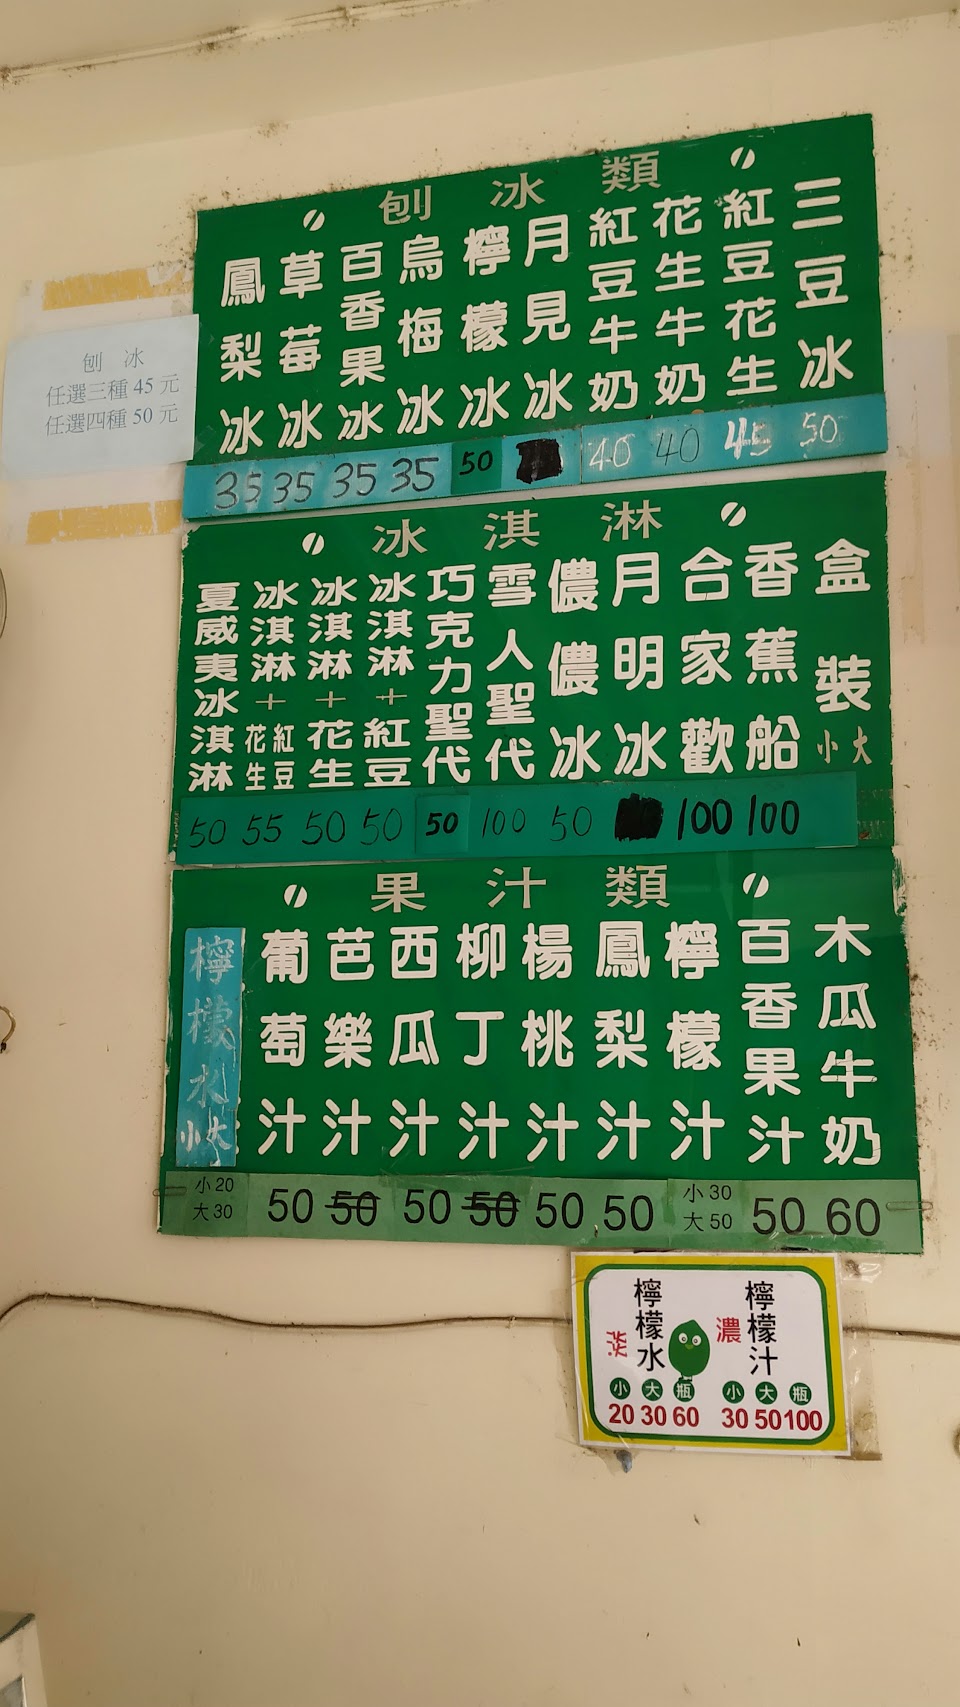 刨冰類
鳳梨冰
草莓冰
百香果冰
烏梅冰
檸檬冰
月見冰
紅豆牛奶
花生牛奶
紅豆花生
三豆冰
35 35 35 35 50 40 40 45 50
刨 冰
任選三種 45 元
任選四種 50 元
冰淇淋
夏威夷冰淇淋
冰淇淋+花生紅豆
冰淇淋+花生
冰淇淋+紅豆
巧克力聖代
雪人聖代
儂儂冰
月明冰
合家歡
香蕉船
盒裝小大
50 55 50 50 50 100 50 100 100
果汁類
檸檬水小大
葡萄汁
芭樂汁
西瓜汁
柳丁汁
楊桃汁
鳳梨汁
檸檬汁
百香果汁
木瓜牛奶
小 20
大 30
50 50 50 50 50 50
小 30
大 50
50 60
淡
檸檬水
濃
檸檬汁
小 大 瓶 小 大 瓶
20 30 60 30 50 100